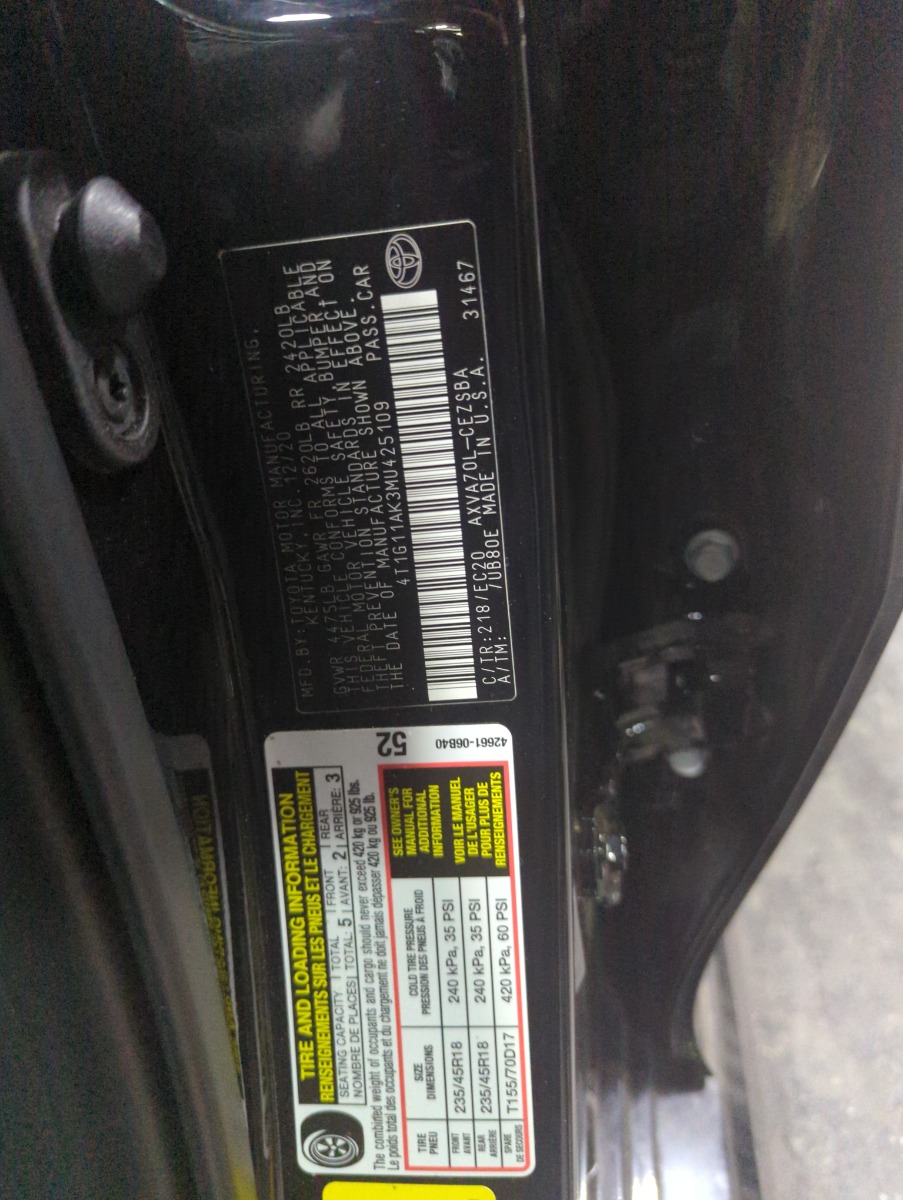 MFD.BY:TOYOTA MOTOR MANUFACTURING,
KENTUCKY,INC.12/20
GVWR 4475LB GAWR FR 2620LB RR 2420LB
THIS VEHICLE CONFORMS TO ALL APPLICABLE
FEDERAL MOTOR VEHICLE SAFETY, BUMPER, AND
THEFT PREVENTION STANDARDS IN EFFECT ON
THE DATE OF MANUFACTURE SHOWN ABOVE.
4T1G11AK3MU425109 PASS.CAR
C/TR:218/EC20 AXVA70L-CEZSBA 31467
A/TM: /UB80E MADE IN U.S.A.
TIRE AND LOADING INFORMATION
RENSEIGNEMENTS SUR LES PNEUS ET LE CHARGEMENT
SEATING CAPACITY TOTAL 5 FRONT 2 REAR 3
NOMBRE DE PLACES TOTAL: AVANT: ARRIÈRE:
The combined weight of occupants and cargo should never exceed 420 kg or 925 lbs.
Le poids total des occupants et du chargement ne doit jamais dépasser 420 kg ou 925 lb.
52
TIRE SIZE COLD TIRE PRESSURE
PNEU DIMENSIONS PRESSION DES PNEUS À FROID
FRONT
AVANT 235/45R18 240 kPa, 35 PSI
REAR
ARRIÈRE 235/45R18 240 kPa, 35 PSI
SPARE
DE SECOURS T155/70D17 420 kPa, 60 PSI
SEE OWNER'S
MANUAL FOR
ADDITIONAL
INFORMATION
VOIR LE MANUEL
DE L'USAGER
POUR PLUS DE
RENSEIGNEMENTS
42661-06B40